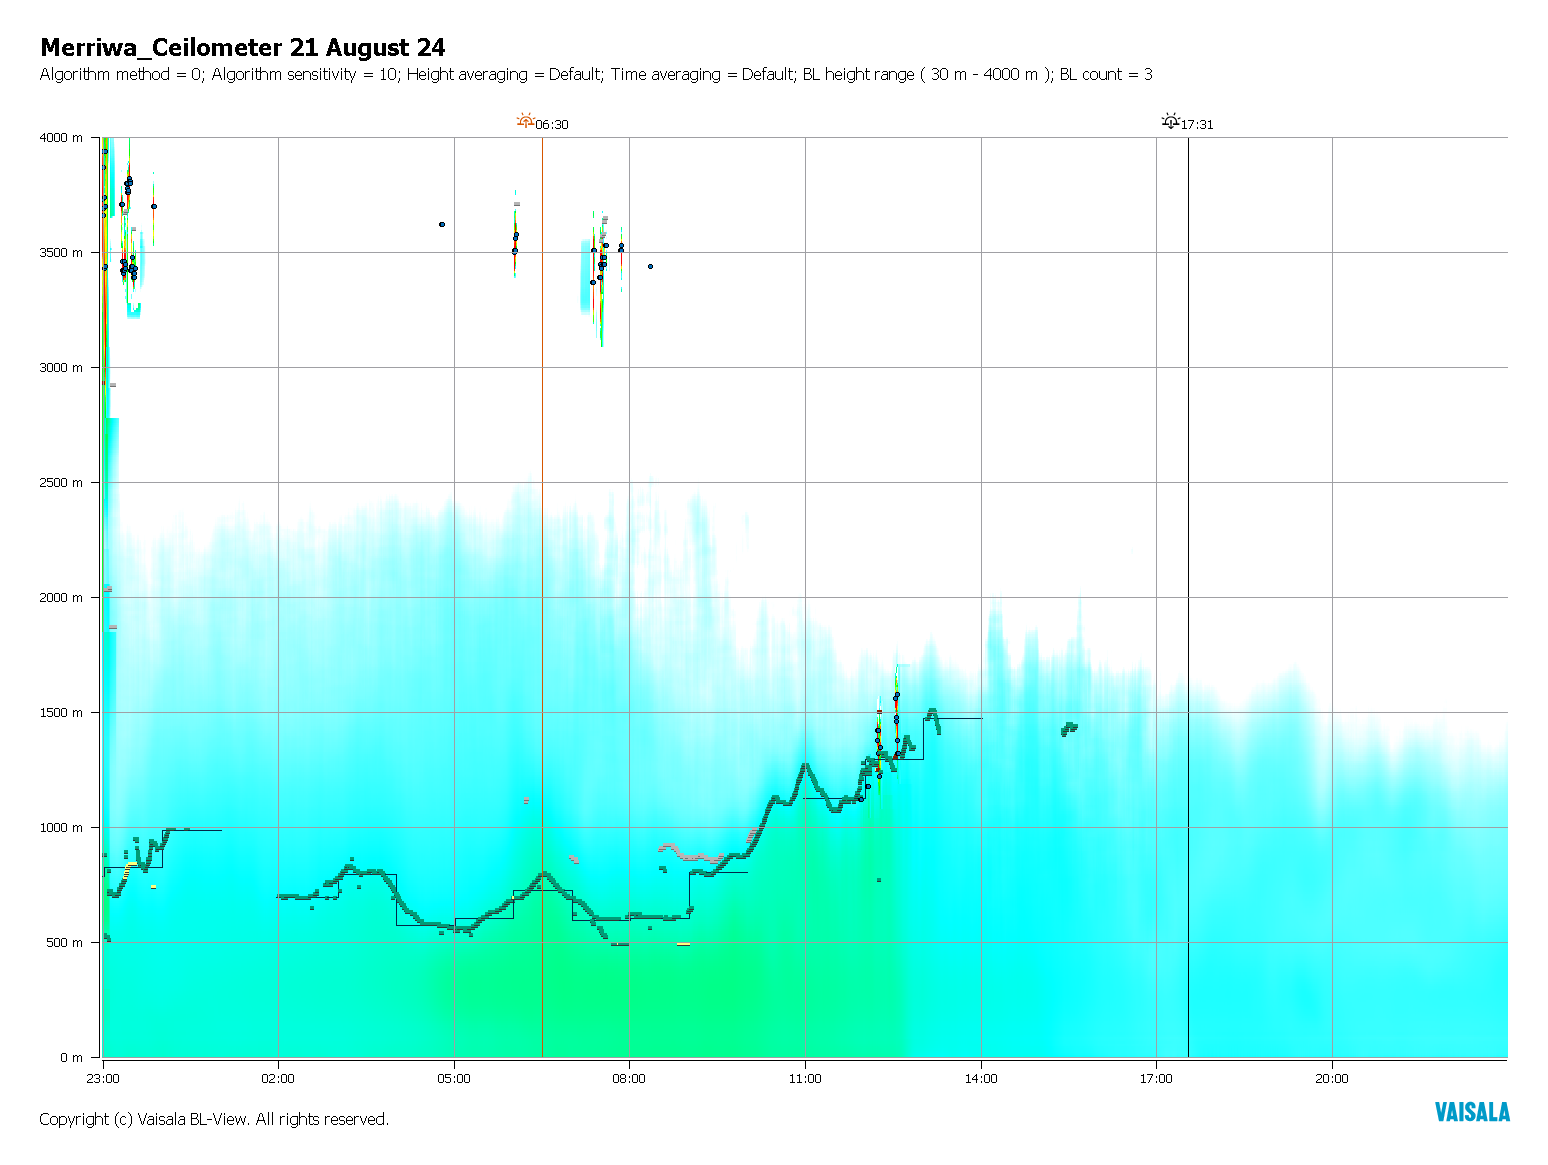 Merriwa_Ceilometer 21 August 24
Algorithm method = 0; Algorithm sensitivity = 10; Height averaging = Default; Time averaging = Default; BL height range ( 30 m - 4000 m ); BL count = 3
06:30
17:31
4000 m
3500 m
3000 m
2500 m
2000 m
1500 m
1000 m
500 m
0 m
23:00
02:00
05:00
08:00
11:00
14:00
17:00
20:00
Copyright (c) Vaisala BL-View. All rights reserved.
VAISALA